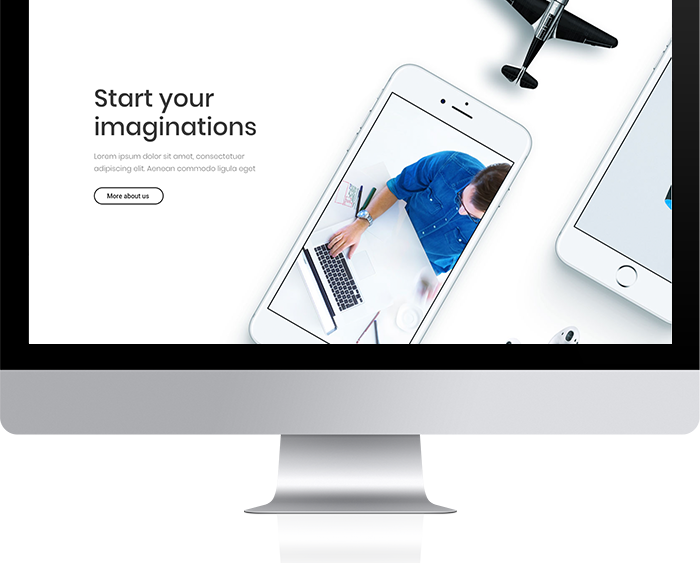 Start your
imaginations
Lorem ipsum dolor sit amet, consectetuer
adipiscing elit. Aenean commodo ligula eget
More about us